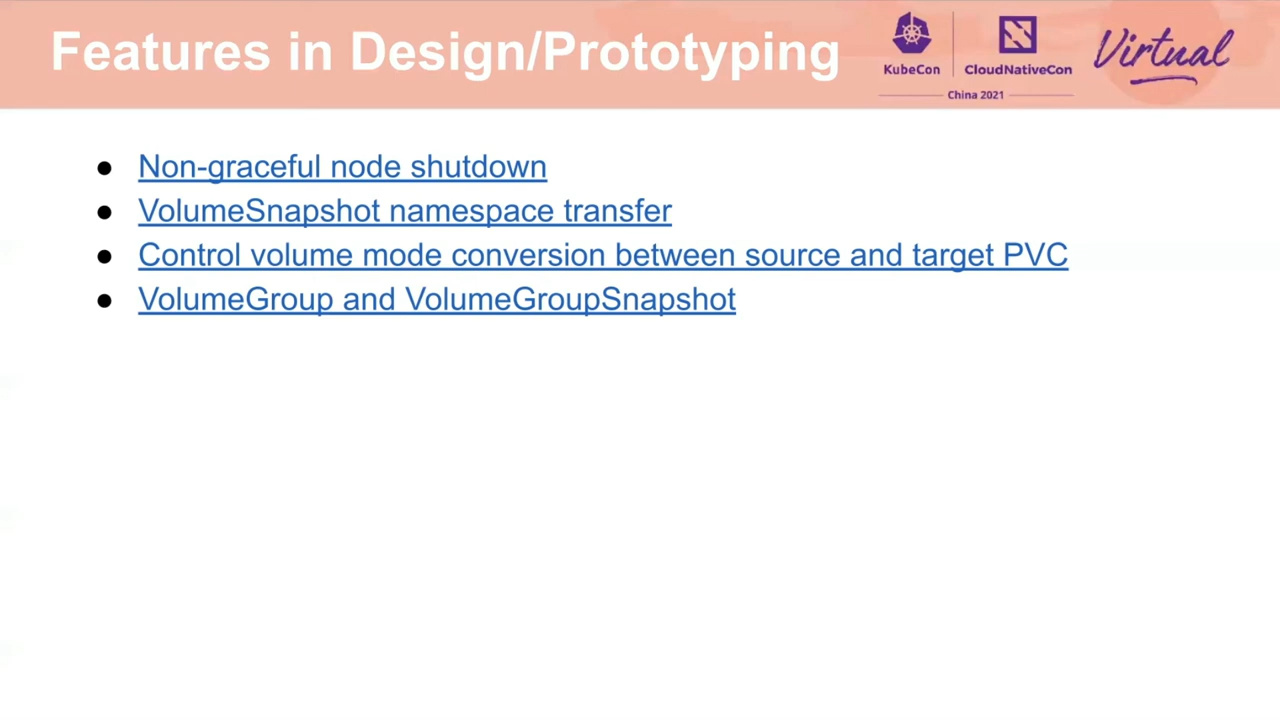 Features in Design/Prototyping
KubeCon
CloudNativeCon
China 2021
Virtual
● Non-graceful node shutdown
● VolumeSnapshot namespace transfer
● Control volume mode conversion between source and target PVC
● VolumeGroup and VolumeGroupSnapshot